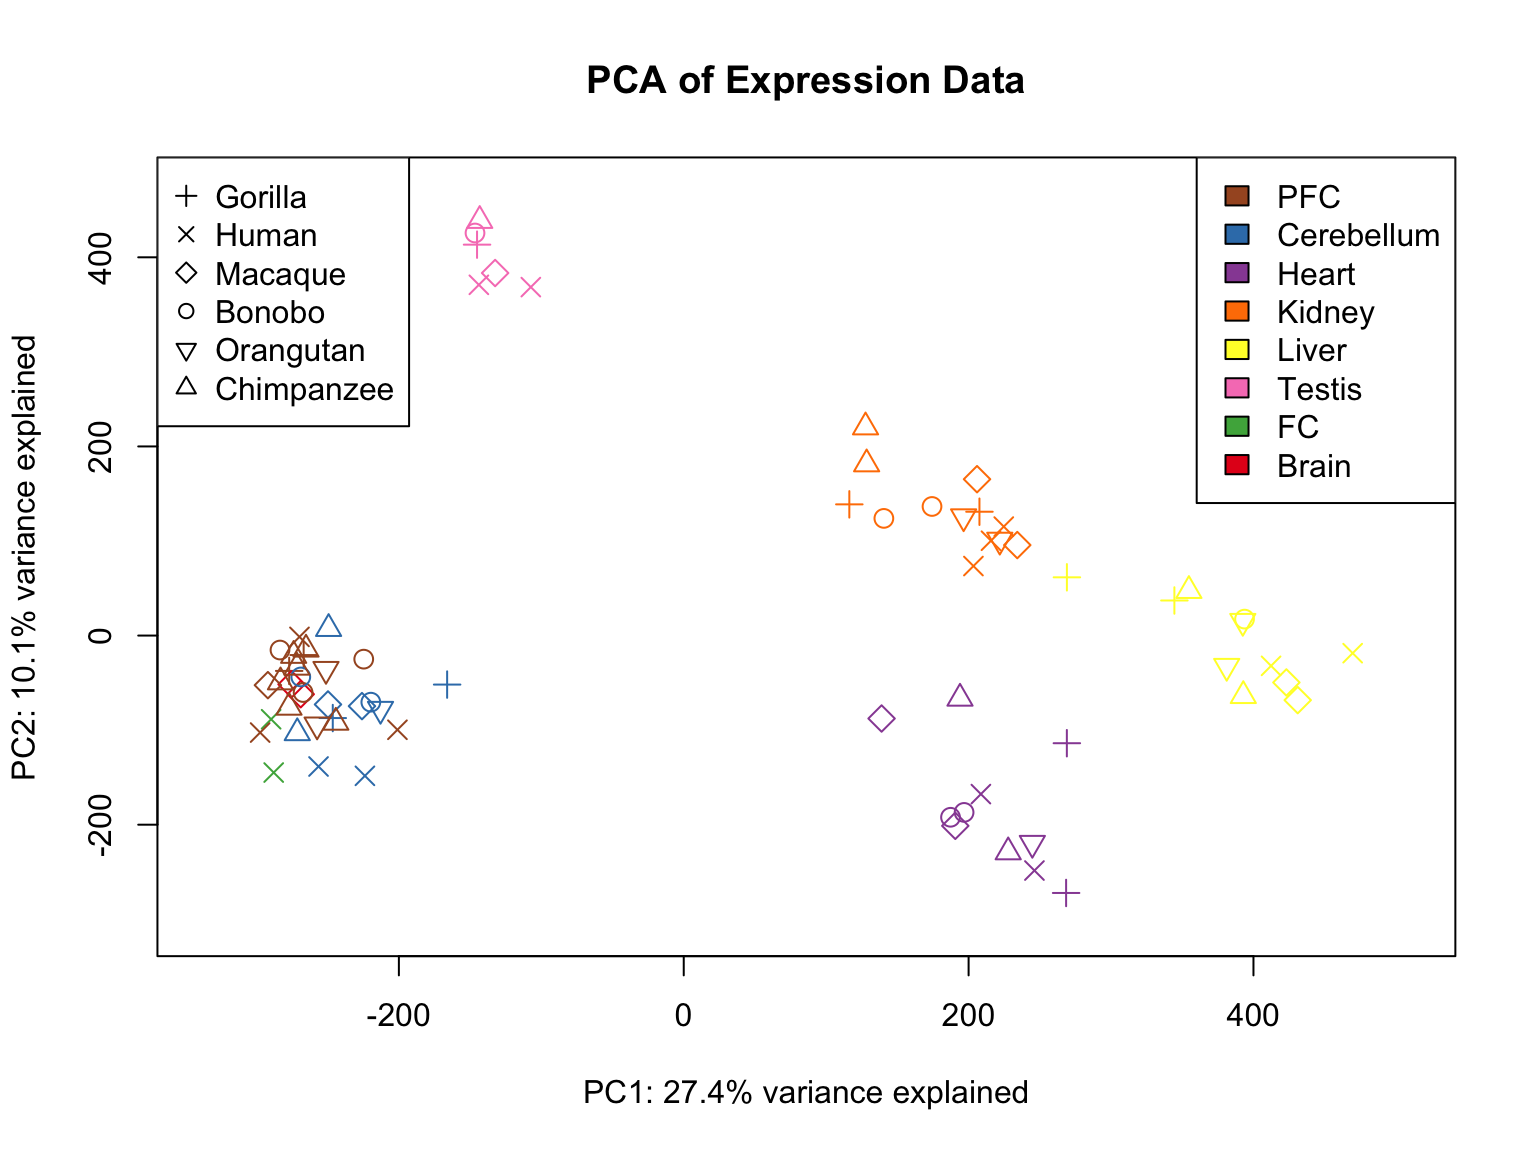 PCA of Expression Data
Gorilla
Human
Macaque
Bonobo
Orangutan
Chimpanzee
PFC
Cerebellum
Heart
Kidney
Liver
Testis
FC
Brain
PC2: 10.1% variance explained
400
200
0
-200
-200
0
200
400
PC1: 27.4% variance explained